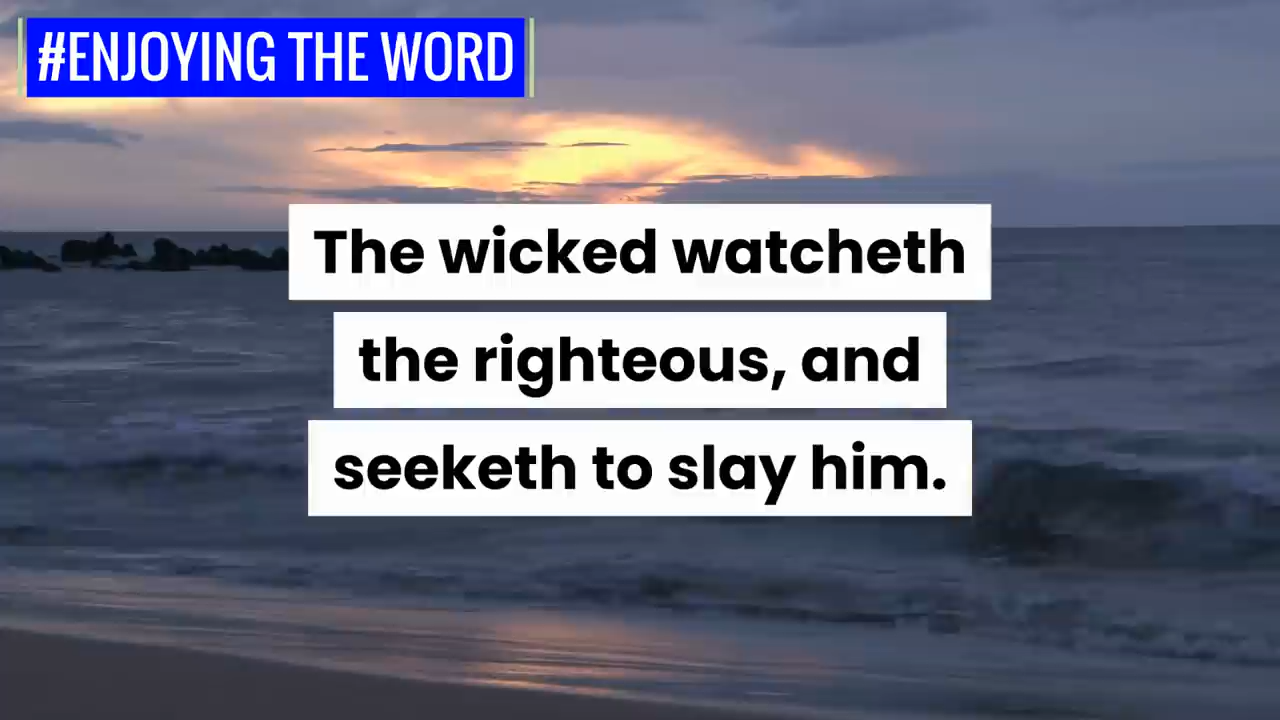 #ENJOYING THE WORD
The wicked watcheth
the righteous, and
seeketh to slay him.